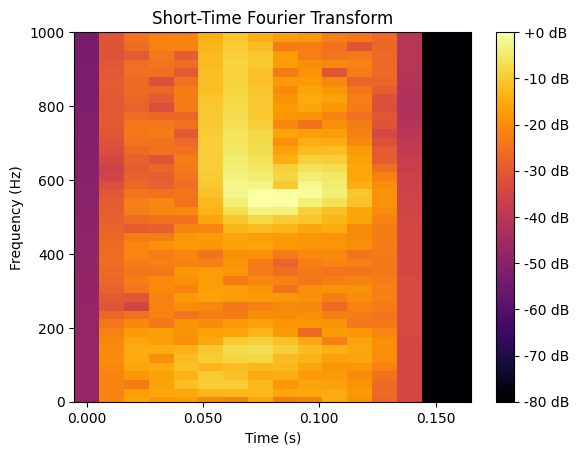 Short-Time Fourier Transform
1000
800
600
400
200
0
Frequency (Hz)
0.000
0.050
0.100
0.150
Time (s)
+0 dB
-10 dB
-20 dB
-30 dB
-40 dB
-50 dB
-60 dB
-70 dB
-80 dB